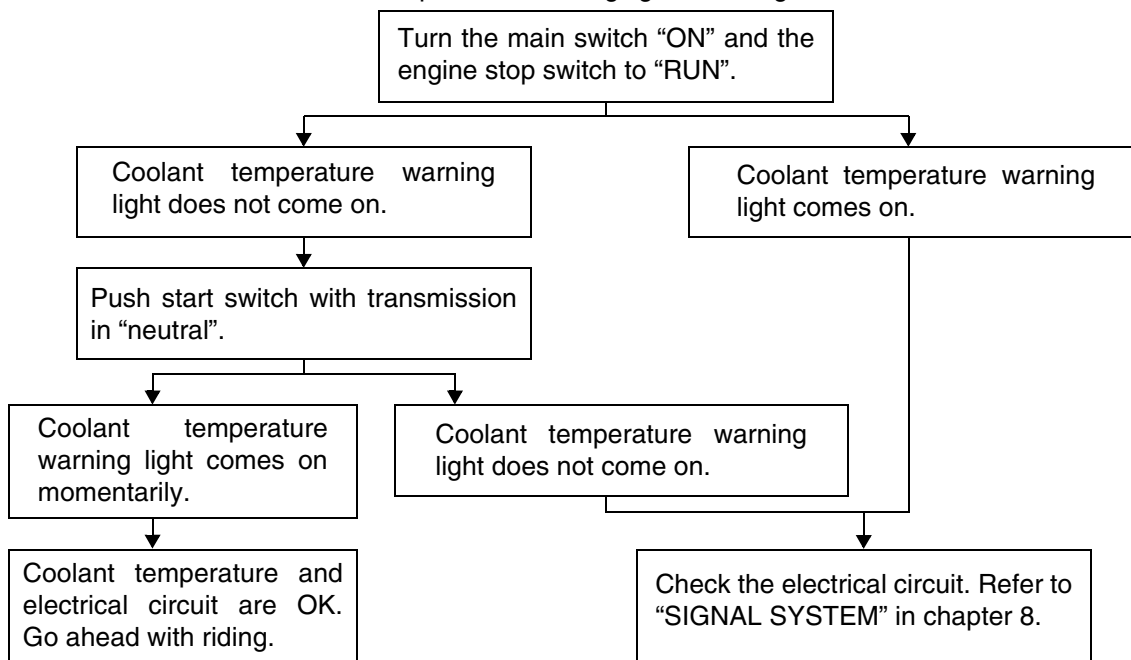 Turn the main switch “ON” and the
engine stop switch to “RUN”.
Coolant temperature warning
light does not come on.
Coolant temperature warning
light comes on.
Push start switch with transmission
in “neutral”.
Coolant temperature
warning light comes on
momentarily.
Coolant temperature warning
light does not come on.
Coolant temperature and
electrical circuit are OK.
Go ahead with riding.
Check the electrical circuit. Refer to
“SIGNAL SYSTEM” in chapter 8.